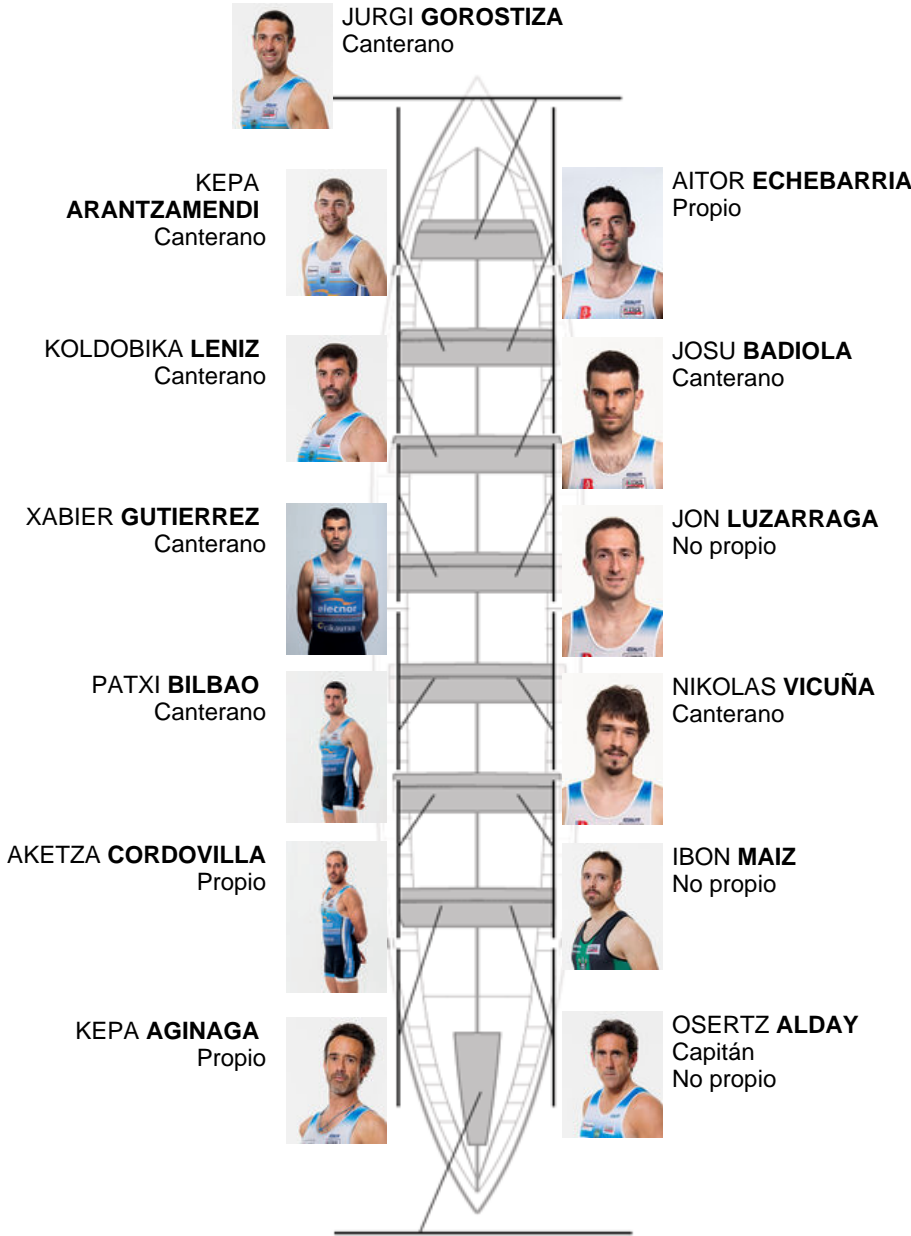 JURGI GOROSTIZA
Canterano
KEPA
ARANTZAMENDI
Canterano
AITOR ECHEBARRIA
Propio
KOLDOBIKA LENIZ
Canterano
JOSU BADIOLA
Canterano
XABIER GUTIERREZ
Canterano
elecnor
JON LUZARRAGA
No propio
PATXI BILBAO
Canterano
NIKOLAS VICUÑA
Canterano
AKETZA CORDOVILLA
Propio
IBON MAIZ
No propio
KEPA AGINAGA
Propio
OSERTZ ALDAY
Capitán
No propio